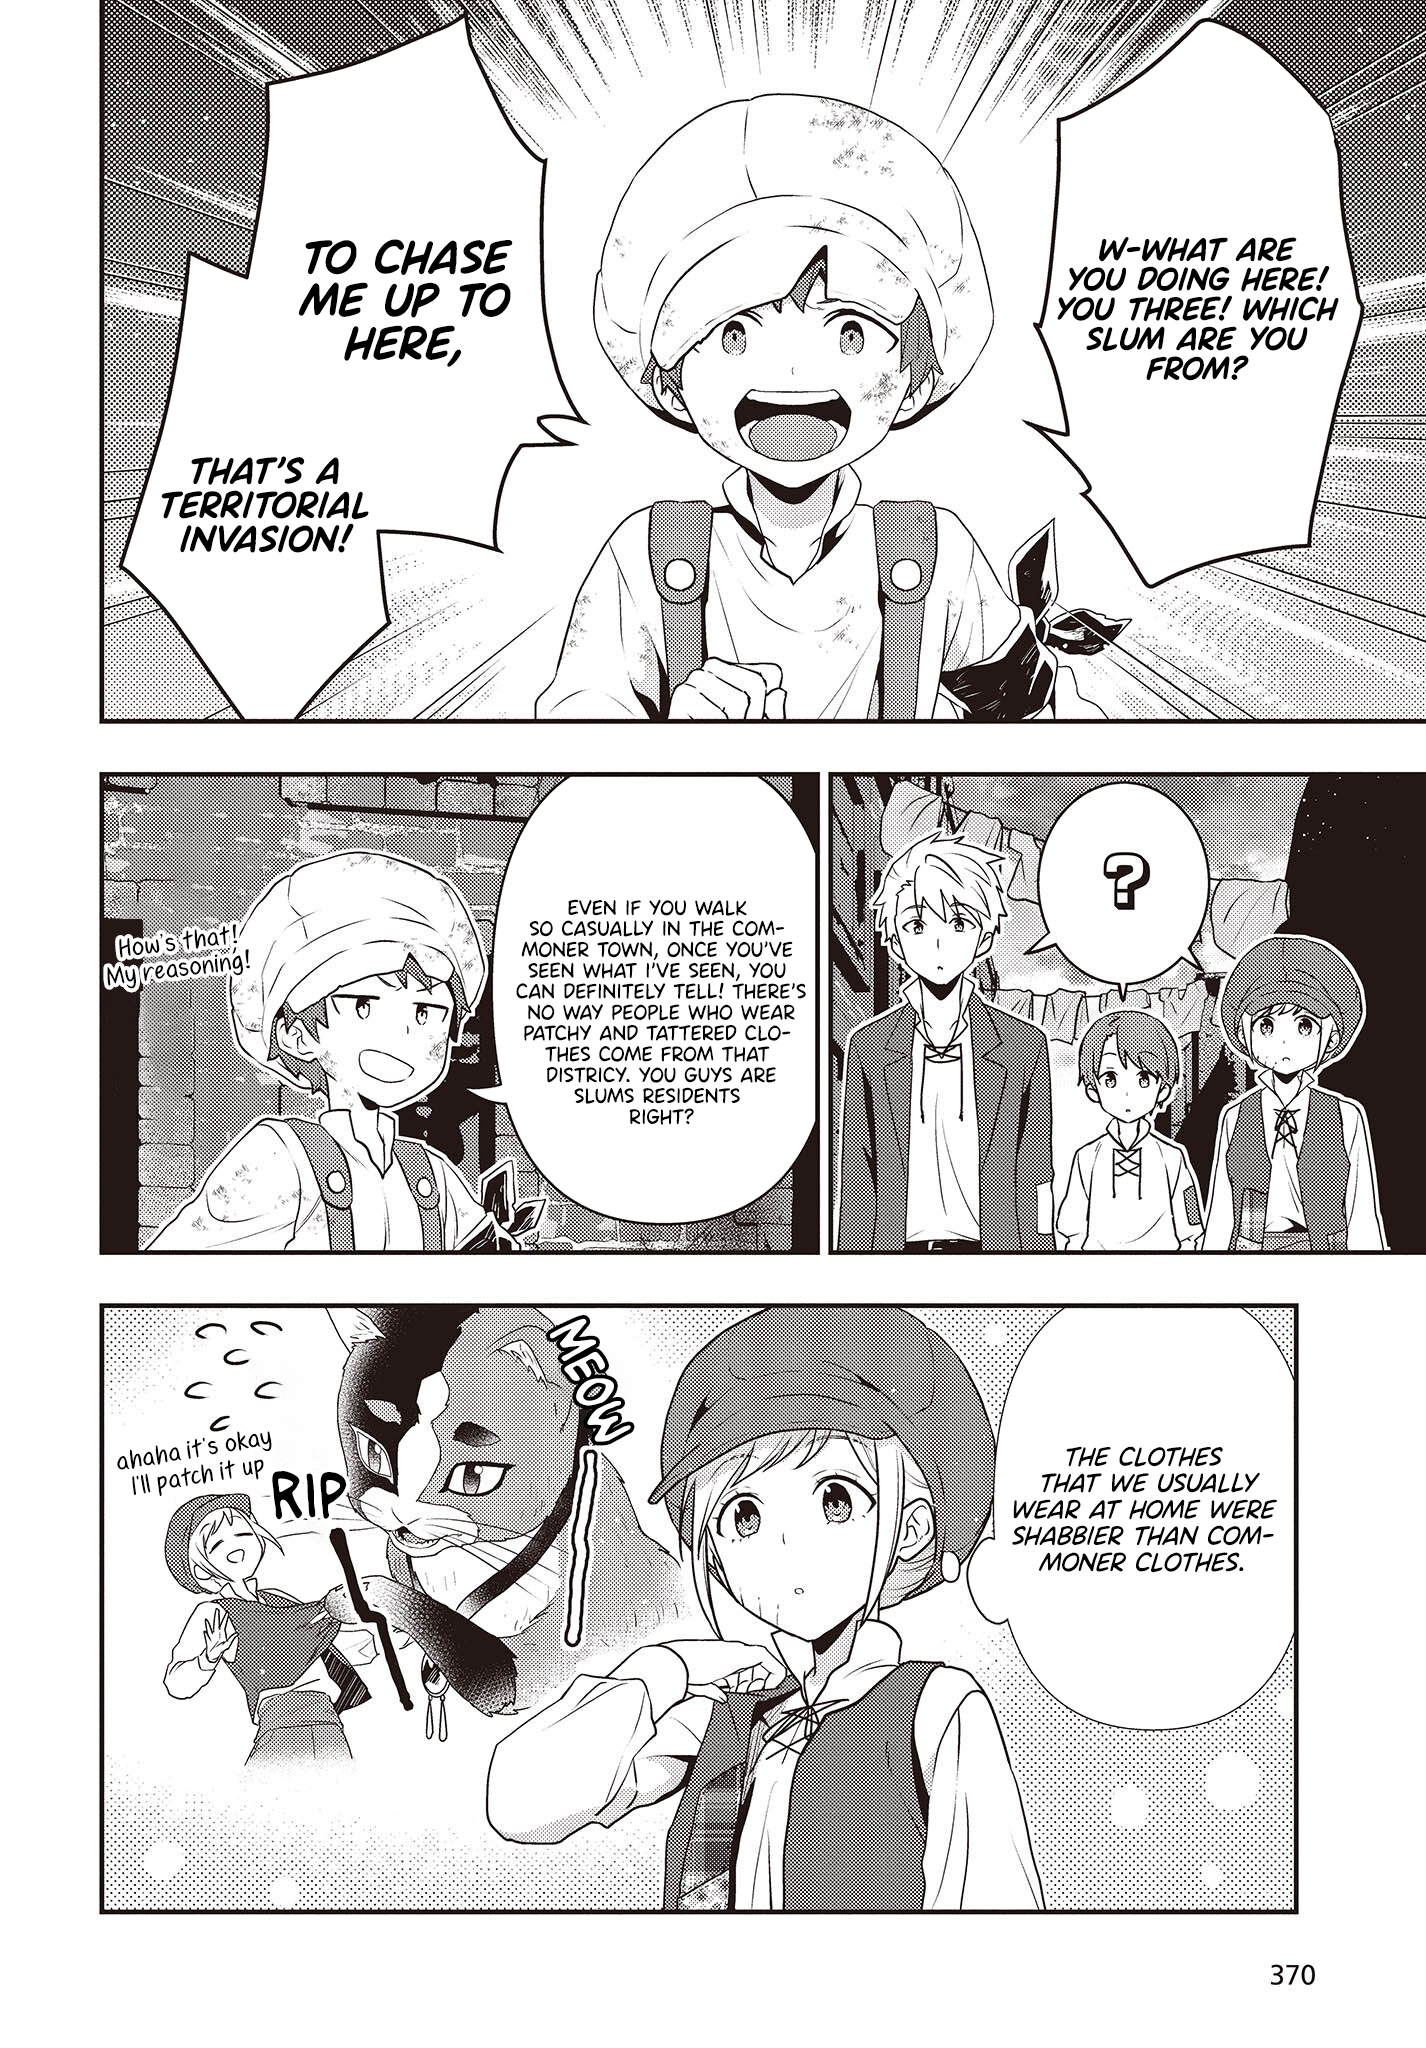 W-WHAT ARE
YOU DOING HERE!
YOU THREE! WHICH
SLUM ARE YOU
FROM?
TO CHASE
ME UP TO
HERE,
THAT'S A
TERRITORIAL
INVASION!
?
EVEN IF YOU WALK
SO CASUALLY IN THE COM-
MONER TOWN, ONCE YOU'VE
SEEN WHAT I'VE SEEN, YOU
CAN DEFINITELY TELL! THERE'S
NO WAY PEOPLE WHO WEAR
PATCHY AND TATTERED CLO-
THES COME FROM THAT
DISTRICY. YOU GUYS ARE
SLUMS RESIDENTS
RIGHT?
How's that!
My reasoning!
THE CLOTHES
THAT WE USUALLY
WEAR AT HOME WERE
SHABBIER THAN COM-
MONER CLOTHES.
MEOW
RIP
ahaha it's okay
I'll patch it up
370